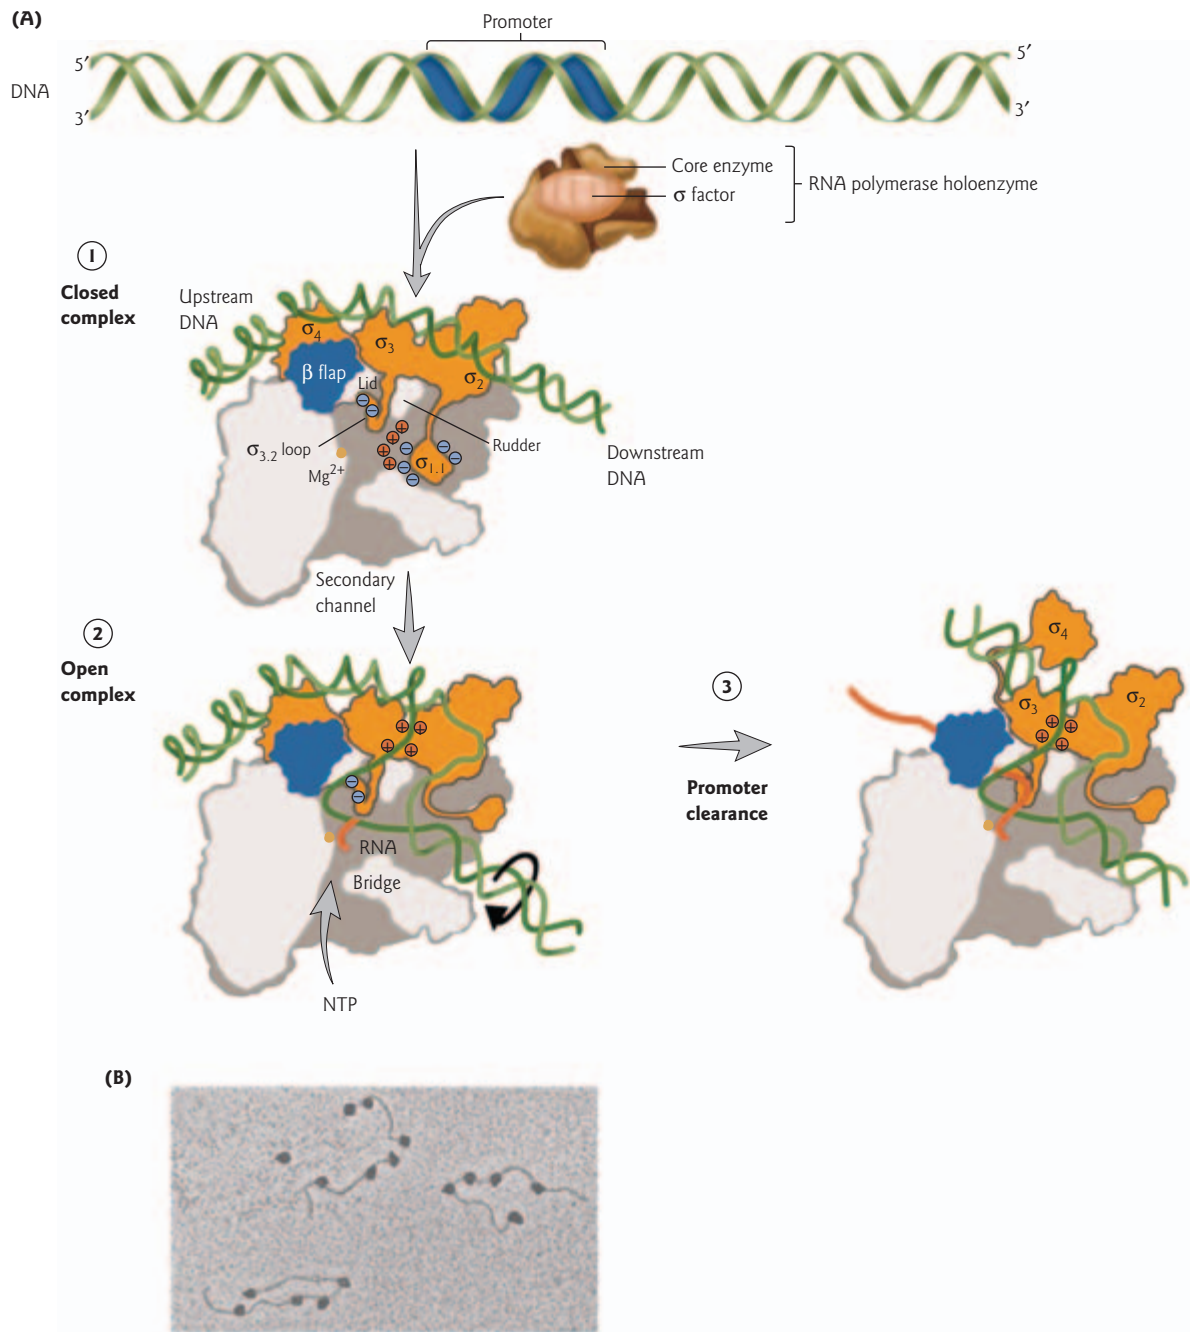 (A)
Promoter
5′
5′
DNA
3′
3′
Core enzyme
σ factor
RNA polymerase holoenzyme
1
Closed
complex
Upstream
DNA
σ4
σ3
β flap
σ2
Lid
+
+
+
+
−
−
−
−
−
−
−
σ3.2 loop
Rudder
Mg2+
σ1.1
Downstream
DNA
Secondary
channel
2
Open
complex
+
+
+
+
−
−
RNA
Bridge
NTP
3
Promoter
clearance
σ4
σ3
σ2
+
+
+
+
(B)